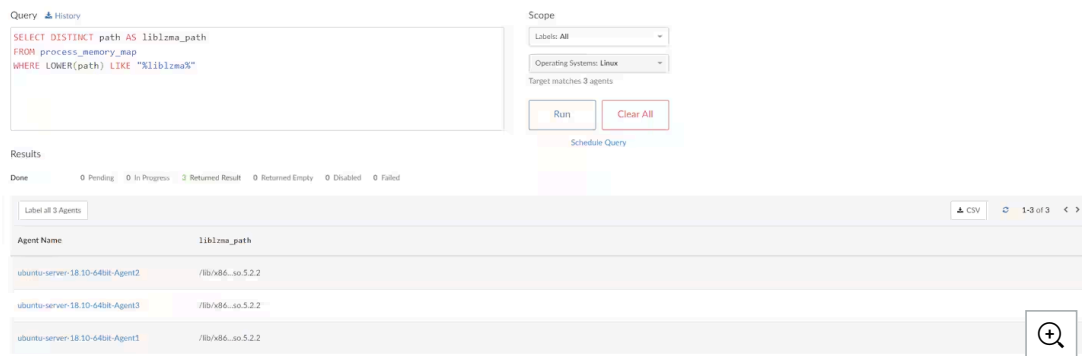 Query History
SELECT DISTINCT path AS liblzma_path
FROM process_memory_map
WHERE LOWER(path) LIKE "%liblzma%"
Scope
Labels: All
Operating Systems: Linux
Target matches 3 agents
Run Clear All
Schedule Query
Results
Done 0 Pending 0 In Progress 3 Returned Result 0 Returned Empty 0 Disabled 0 Failed
Label all 3 Agents CSV 1-3 of 3
Agent Name liblzma_path
ubuntu-server-18.10-64bit-Agent2 /lib/x86...so.5.2.2
ubuntu-server-18.10-64bit-Agent3 /lib/x86...so.5.2.2
ubuntu-server-18.10-64bit-Agent1 /lib/x86...so.5.2.2